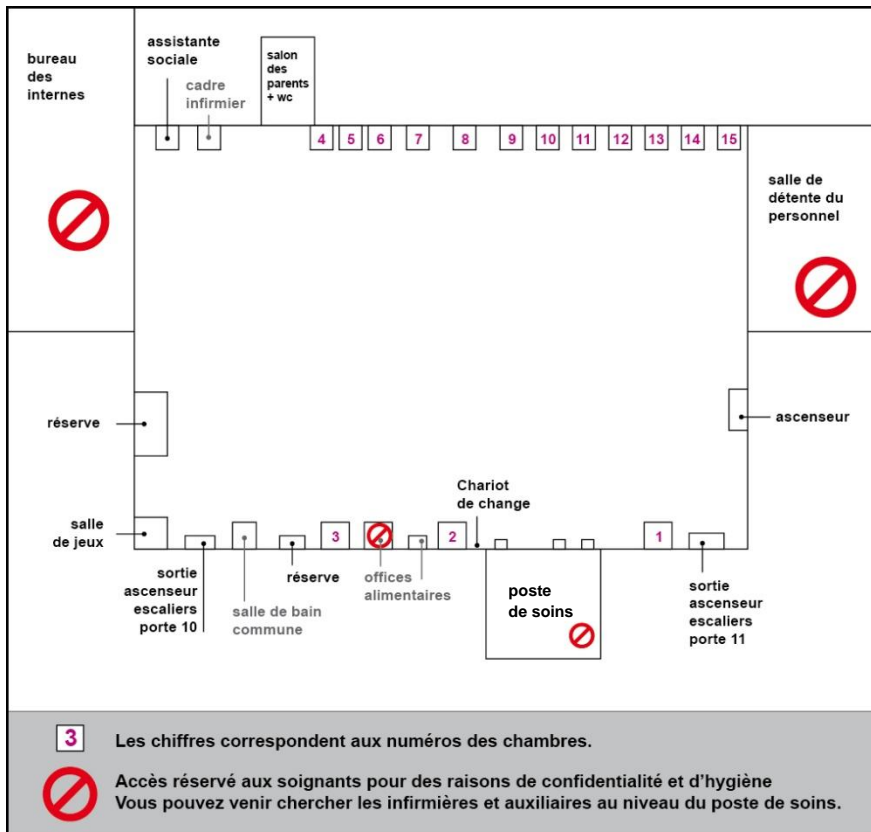 bureau
des
internes
assistante
sociale
cadre
infirmier
salon
des
parents
+ wc
4 5 6 7 8 9 10 11 12 13 14 15
salle de
détente du
personnel
réserve
ascenseur
salle
de jeux
Chariot
de change
3
2
1
sortie
ascenseur
escaliers
porte 10
salle de bain
commune
réserve
offices
alimentaires
poste
de soins
sortie
ascenseur
escaliers
porte 11
3 Les chiffres correspondent aux numéros des chambres.
Accès réservé aux soignants pour des raisons de confidentialité et d'hygiène
Vous pouvez venir chercher les infirmières et auxiliaires au niveau du poste de soins.